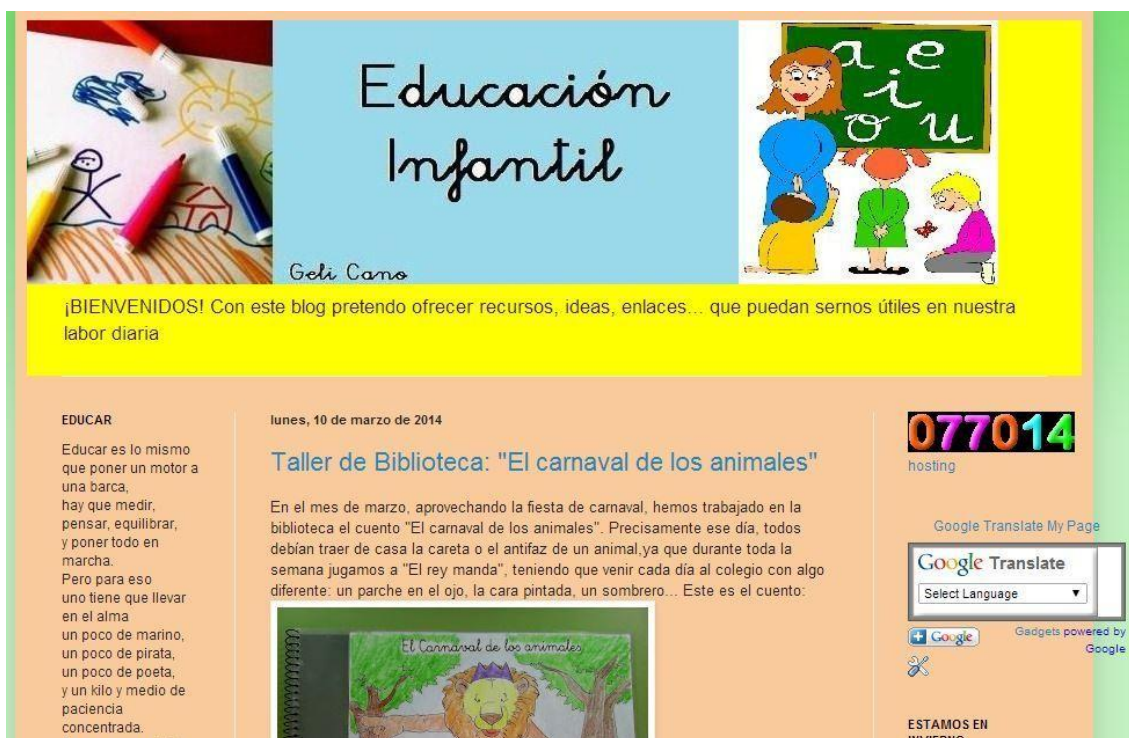 a e
i
o u
Educación
Infantil
Geli Cano
¡BIENVENIDOS! Con este blog pretendo ofrecer recursos, ideas, enlaces... que puedan sernos útiles en nuestra
labor diaria
EDUCAR
Educar es lo mismo
que poner un motor a
una barca,
hay que medir,
pensar, equilibrar,
y poner todo en
marcha.
Pero para eso
uno tiene que llevar
en el alma
un poco de marino,
un poco de pirata,
un poco de poeta,
y un kilo y medio de
paciencia
concentrada.
lunes, 10 de marzo de 2014
Taller de Biblioteca: "El carnaval de los animales"
En el mes de marzo, aprovechando la fiesta de carnaval, hemos trabajado en la
biblioteca el cuento "El carnaval de los animales". Precisamente ese día, todos
debían traer de casa la careta o el antifaz de un animal,ya que durante toda la
semana jugamos a "El rey manda", teniendo que venir cada día al colegio con algo
diferente: un parche en el ojo, la cara pintada, un sombrero... Este es el cuento:
El Carnaval de los animales
077014
hosting
Google Translate My Page
Google Translate
Select Language
Google
Gadgets powered by
Google
ESTAMOS EN
INVIERNO